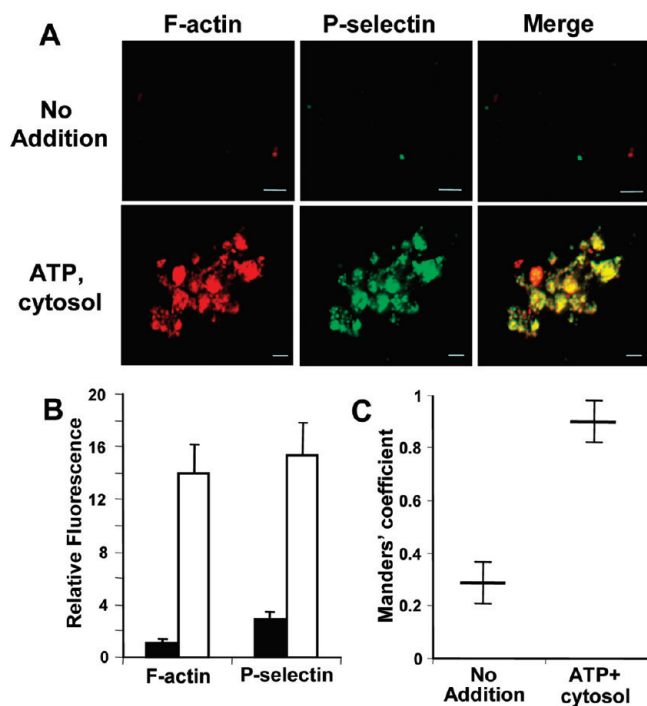 A
F-actin
P-selectin
Merge
No
Addition
ATP,
cytosol
B
Relative Fluorescence
20
16
12
8
4
0
F-actin
P-selectin
C
Manders' coefficient
1
0.8
0.6
0.4
0.2
0
No
Addition
ATP+
cytosol